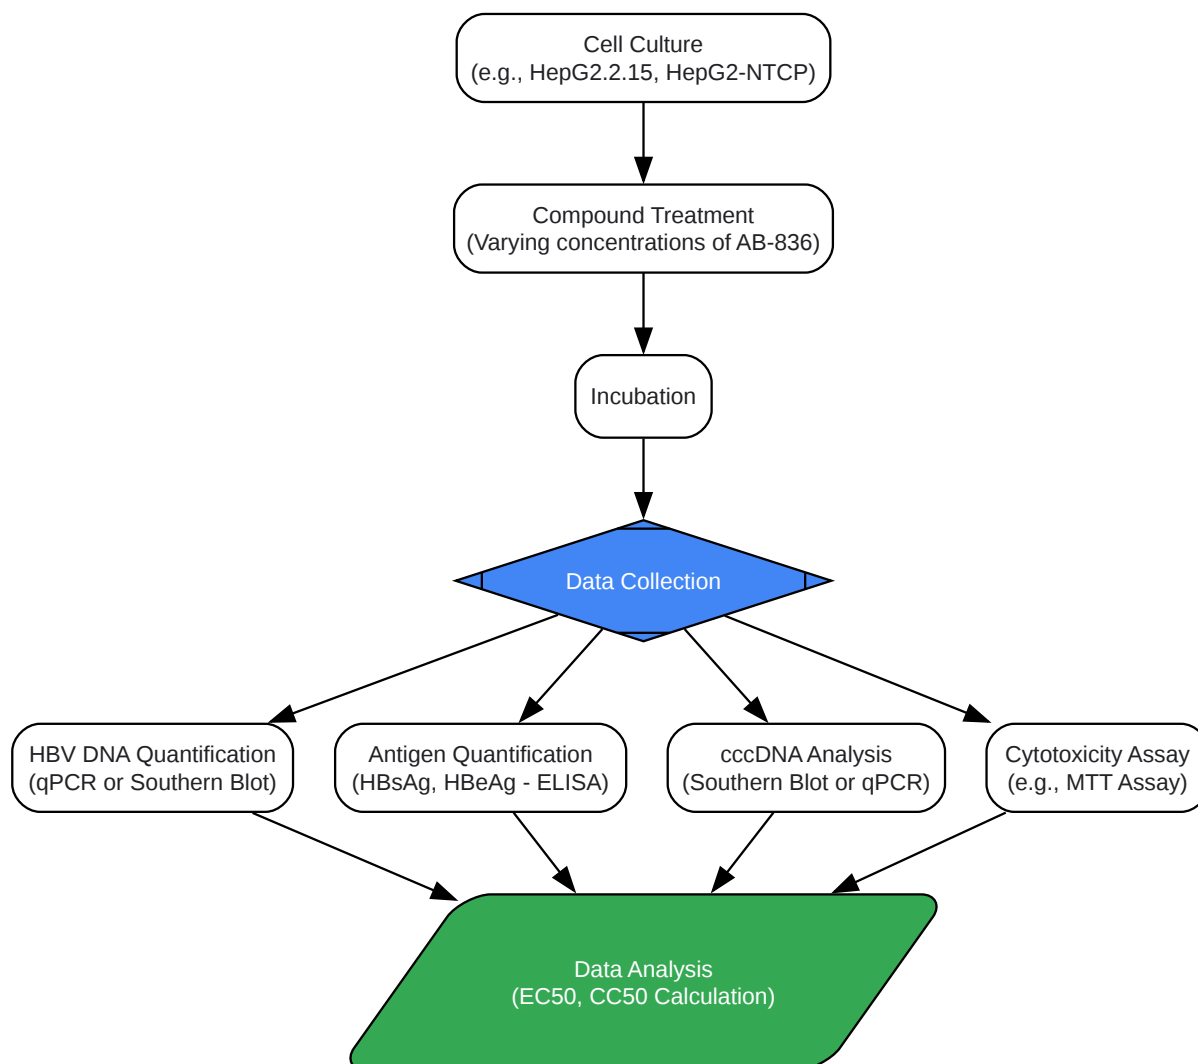 Cell Culture
(e.g., HepG2.2.15, HepG2-NTCP)
Compound Treatment
(Varying concentrations of AB-836)
Incubation
Data Collection
HBV DNA Quantification
(qPCR or Southern Blot)
Antigen Quantification
(HBsAg, HBeAg - ELISA)
cccDNA Analysis
(Southern Blot or qPCR)
Cytotoxicity Assay
(e.g., MTT Assay)
Data Analysis
(EC50, CC50 Calculation)